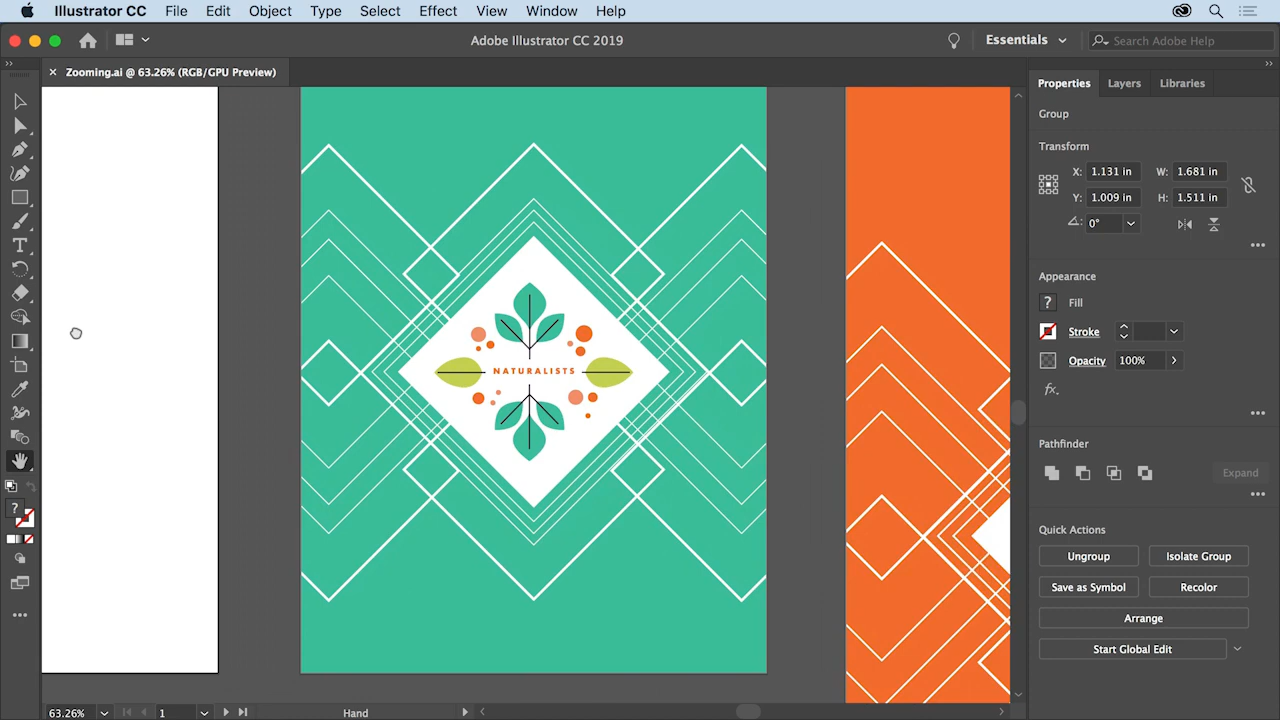 Illustrator CC File Edit Object Type Select Effect View Window Help
Adobe Illustrator CC 2019
Essentials
Search Adobe Help
× Zooming.ai @ 63.26% (RGB/GPU Preview)
Properties Layers Libraries
Group
Transform
X: 1.131 in W: 1.681 in
Y: 1.009 in H: 1.511 in
0°
Appearance
? Fill
Stroke
Opacity 100%
fx.
Pathfinder
Expand
Quick Actions
Ungroup Isolate Group
Save as Symbol Recolor
Arrange
Start Global Edit
NATURALISTS
T
?
63.26% 1 Hand